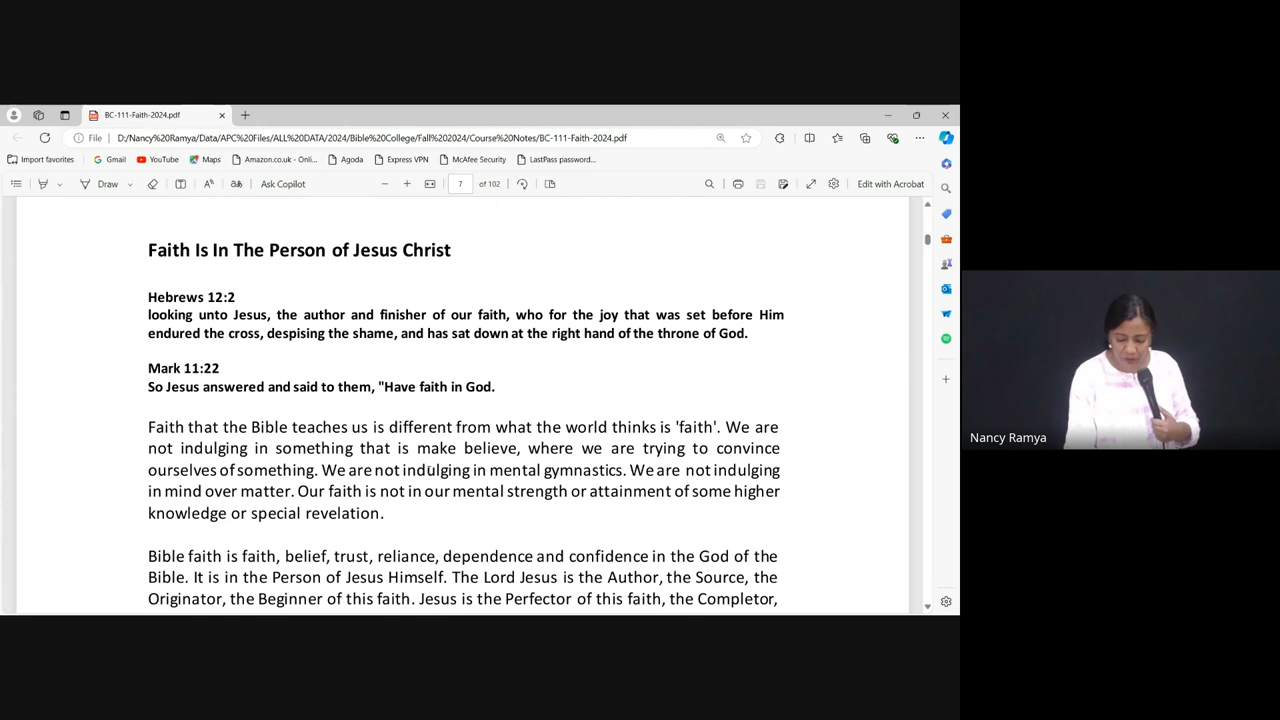 BC-111-Faith-2024.pdf
File
D:/Nancy%20Ramya/Data/APC%20Files/ALL%20DATA/2024/Bible%20College/Fall%202024/Course%20Notes/BC-111-Faith-2024.pdf
Import favorites Gmail YouTube Maps Amazon.co.uk - Onli... Agoda Express VPN McAfee Security LastPass password...
Draw Ask Copilot 7 of 102 Edit with Acrobat
Faith Is In The Person of Jesus Christ
Hebrews 12:2
looking unto Jesus, the author and finisher of our faith, who for the joy that was set before Him
endured the cross, despising the shame, and has sat down at the right hand of the throne of God.
Mark 11:22
So Jesus answered and said to them, "Have faith in God.
Faith that the Bible teaches us is different from what the world thinks is 'faith'. We are
not indulging in something that is make believe, where we are trying to convince
ourselves of something. We are not indulging in mental gymnastics. We are not indulging
in mind over matter. Our faith is not in our mental strength or attainment of some higher
knowledge or special revelation.
Bible faith is faith, belief, trust, reliance, dependence and confidence in the God of the
Bible. It is in the Person of Jesus Himself. The Lord Jesus is the Author, the Source, the
Originator, the Beginner of this faith. Jesus is the Perfector of this faith, the Completor,
Nancy Ramya